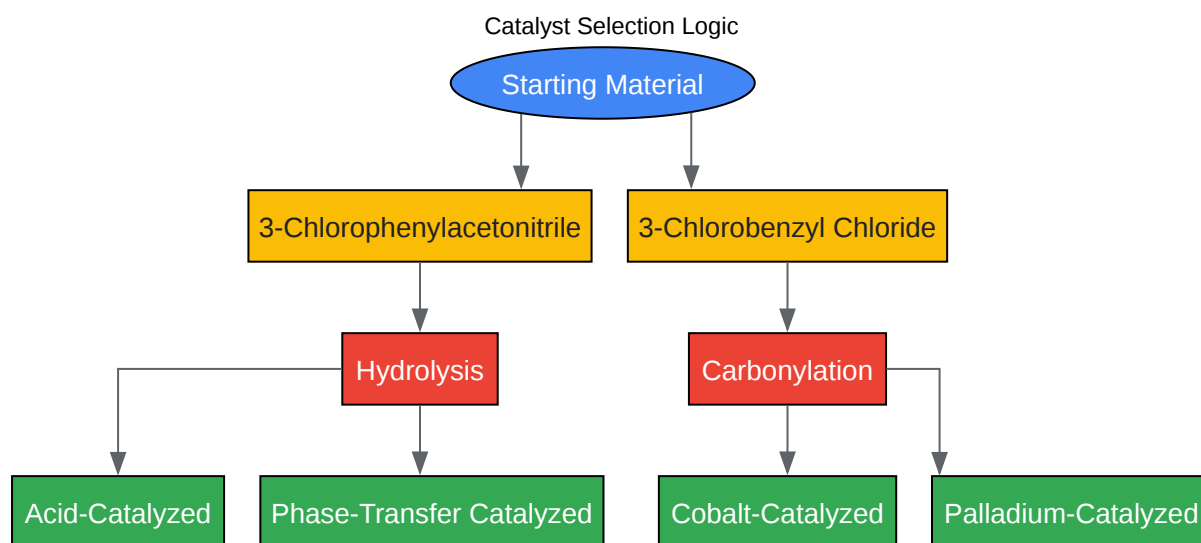 Catalyst Selection Logic
Starting Material
3-Chlorophenylacetonitrile
3-Chlorobenzyl Chloride
Hydrolysis
Carbonylation
Acid-Catalyzed
Phase-Transfer Catalyzed
Cobalt-Catalyzed
Palladium-Catalyzed